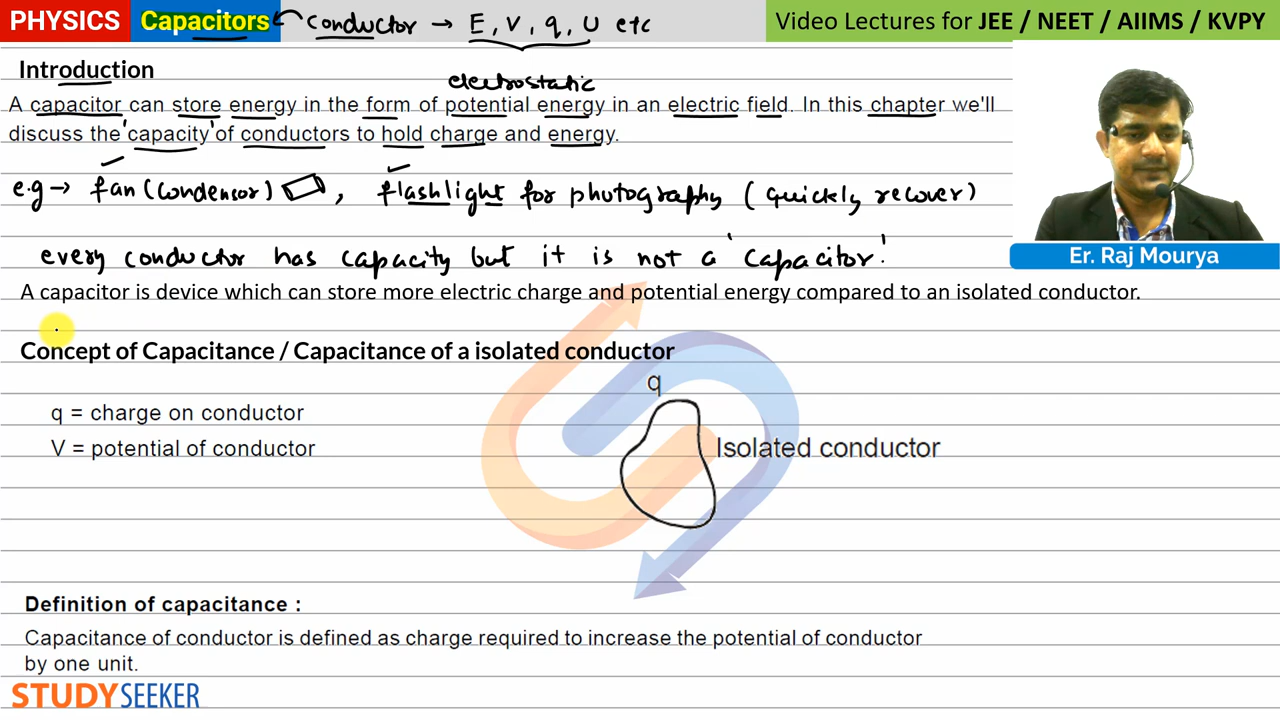 PHYSICS Capacitors conductor → E, V, q, U etc Video Lectures for JEE / NEET / AIIMS / KVPY
Introduction
electrostatic
A capacitor can store energy in the form of potential energy in an electric field. In this chapter we'll
discuss the 'capacity' of conductors to hold charge and energy.
e.g → fan (condensor) , flashlight for photography (quickly recover)
every conductor has capacity but it is not a 'capacitor'.
Er. Raj Mourya
A capacitor is device which can store more electric charge and potential energy compared to an isolated conductor.
Concept of Capacitance / Capacitance of a isolated conductor
q
q = charge on conductor
V = potential of conductor
Isolated conductor
Definition of capacitance :
Capacitance of conductor is defined as charge required to increase the potential of conductor
by one unit.
STUDYSEEKER